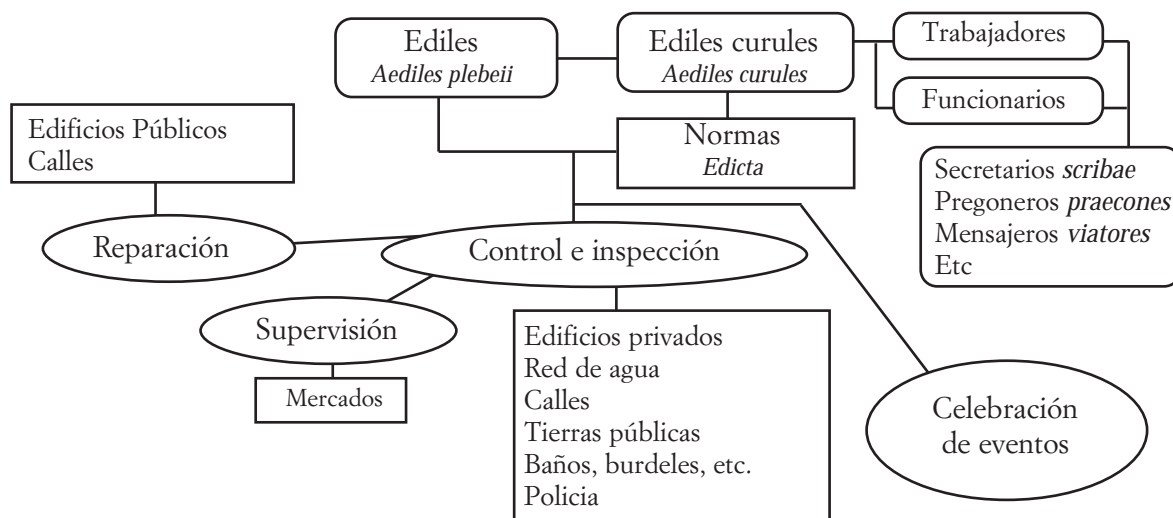 Ediles
Aediles plebeii
Ediles curules
Aediles curules
Trabajadores
Funcionarios
Edificios Públicos
Calles
Normas
Edicta
Secretarios scribae
Pregoneros praecones
Mensajeros viatores
Etc
Reparación
Control e inspección
Supervisión
Mercados
Edificios privados
Red de agua
Calles
Tierras públicas
Baños, burdeles, etc.
Policia
Celebración
de eventos